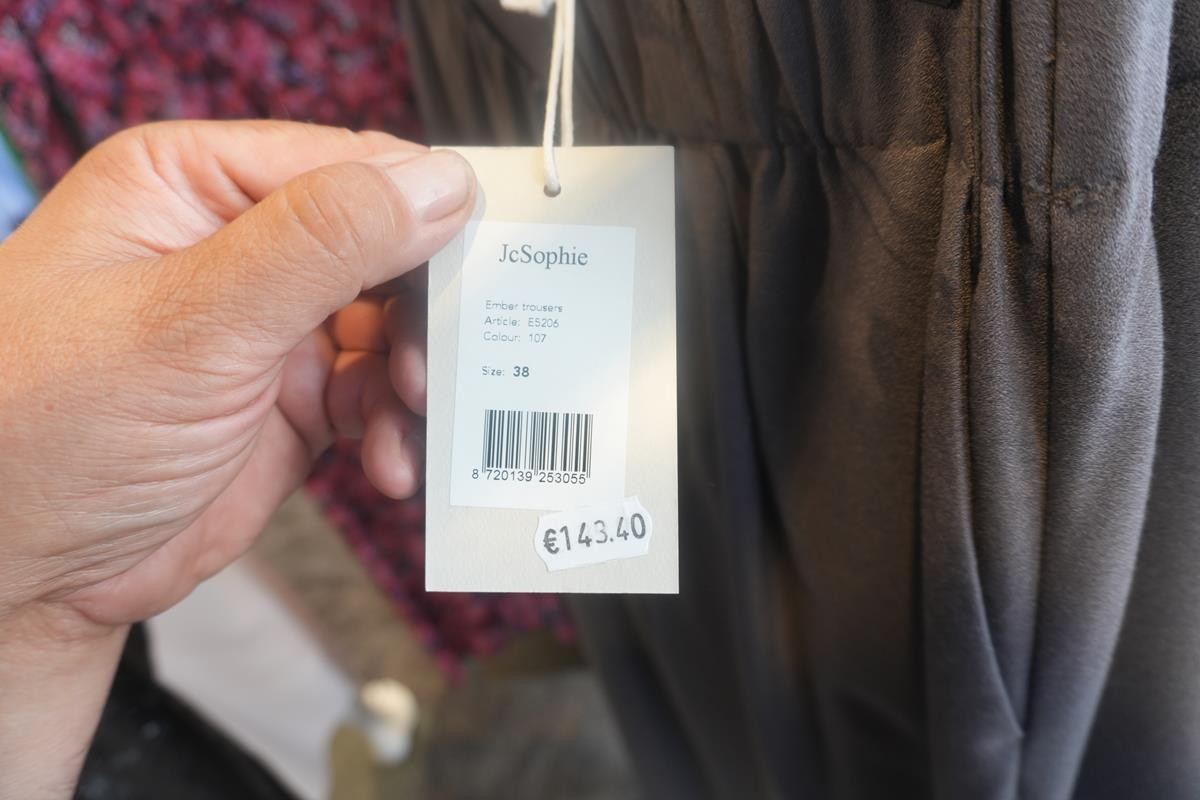 JcSophie
Ember trousers
Article: E5206
Colour: 107
Size: 38
8 720139 253055
€143.40